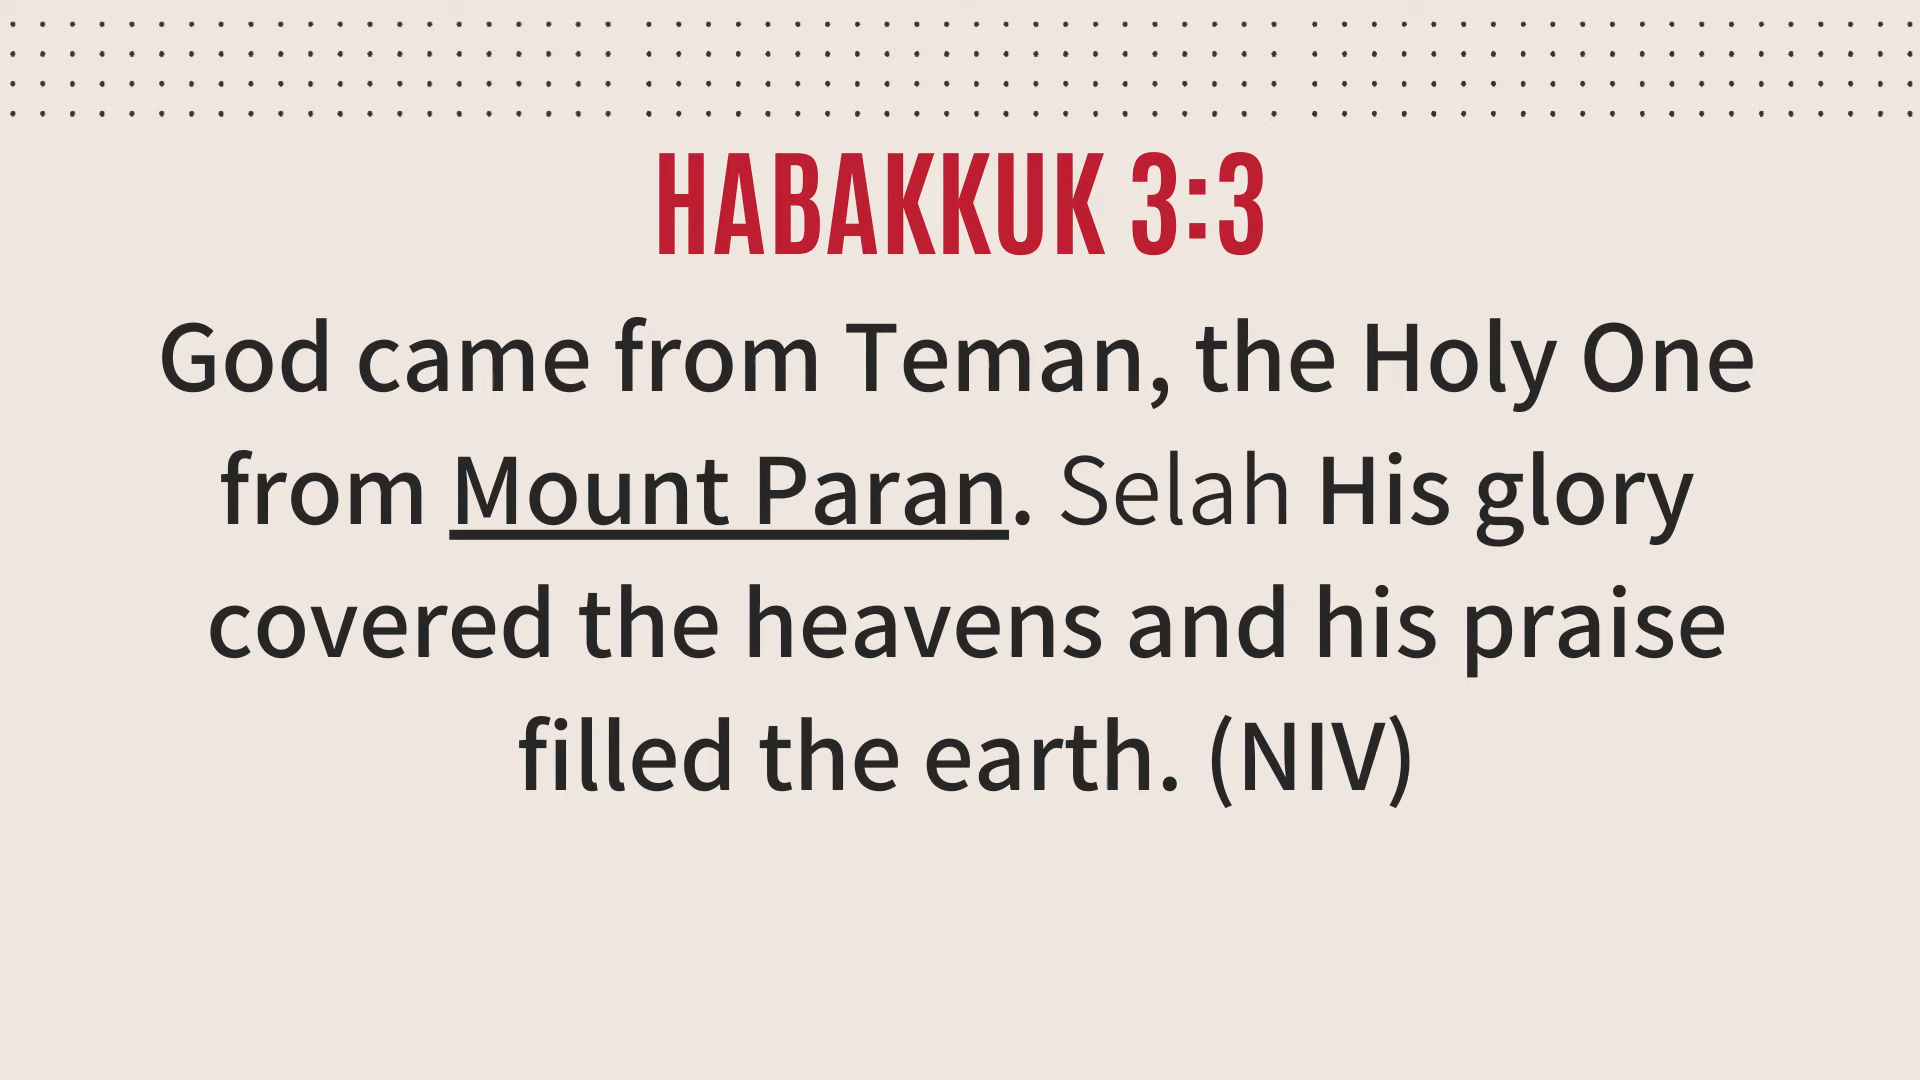 HABAKKUK 3:3
God came from Teman, the Holy One
from Mount Paran. Selah His glory
covered the heavens and his praise
filled the earth. (NIV)